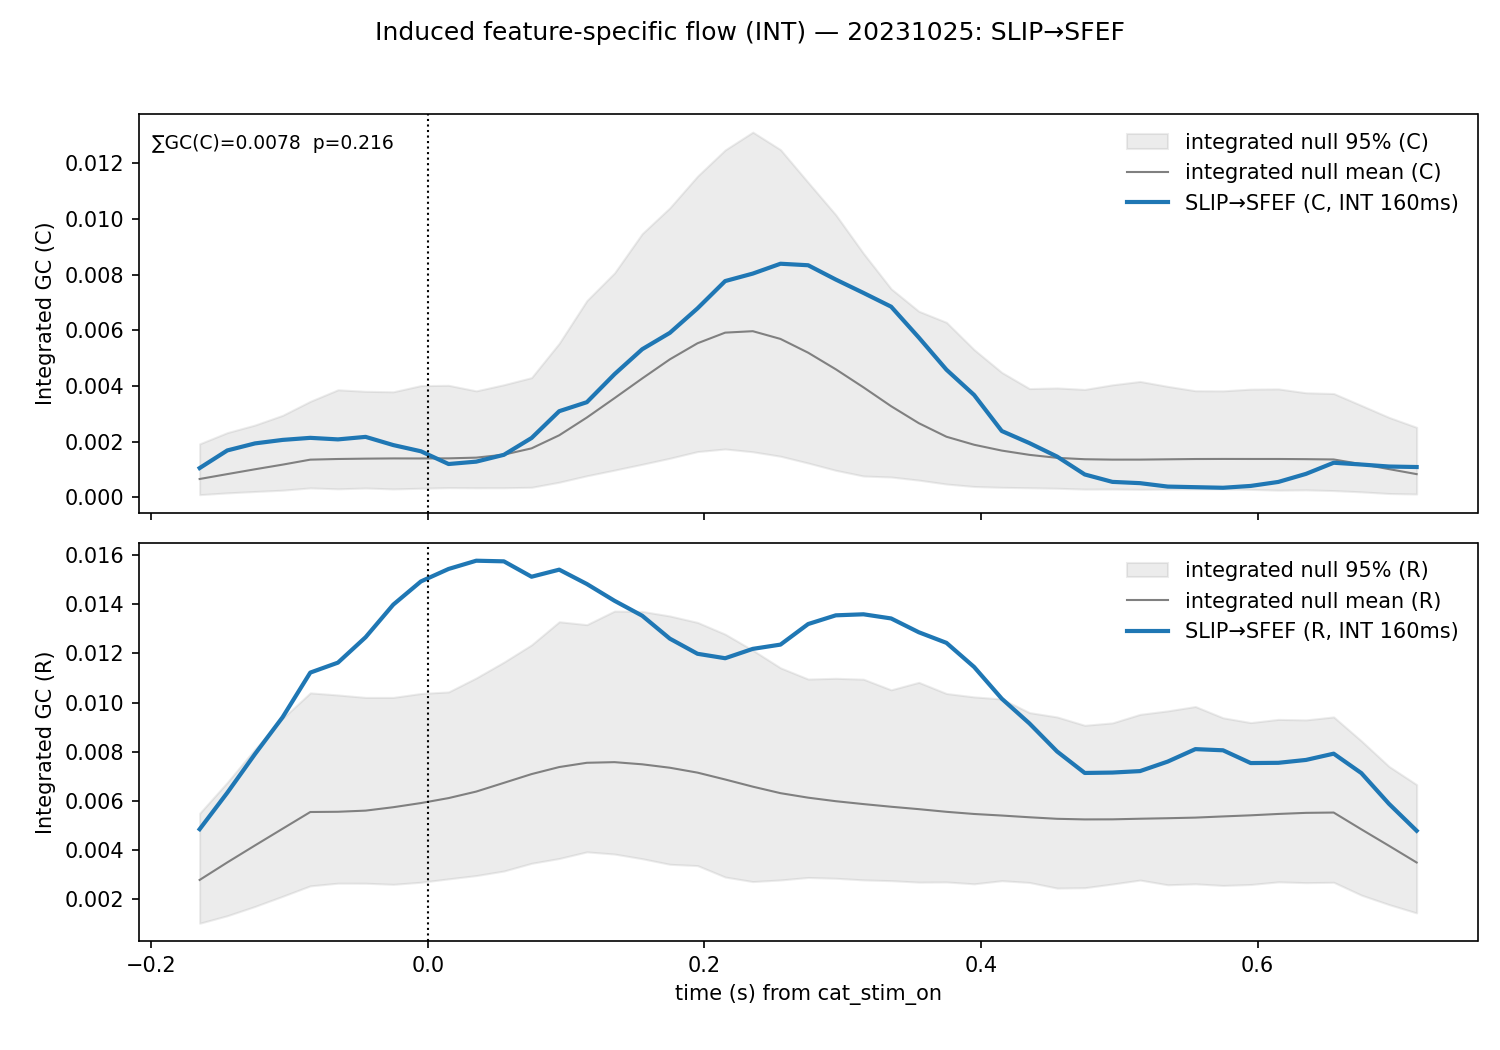 Induced feature-specific flow (INT) — 20231025: SLIP→SFEF
∑GC(C)=0.0078  p=0.216
integrated null 95% (C)
integrated null mean (C)
SLIP→SFEF (C, INT 160ms)
Integrated GC (C)
0.012
0.010
0.008
0.006
0.004
0.002
0.000
integrated null 95% (R)
integrated null mean (R)
SLIP→SFEF (R, INT 160ms)
Integrated GC (R)
0.016
0.014
0.012
0.010
0.008
0.006
0.004
0.002
−0.2 0.0 0.2 0.4 0.6
time (s) from cat_stim_on